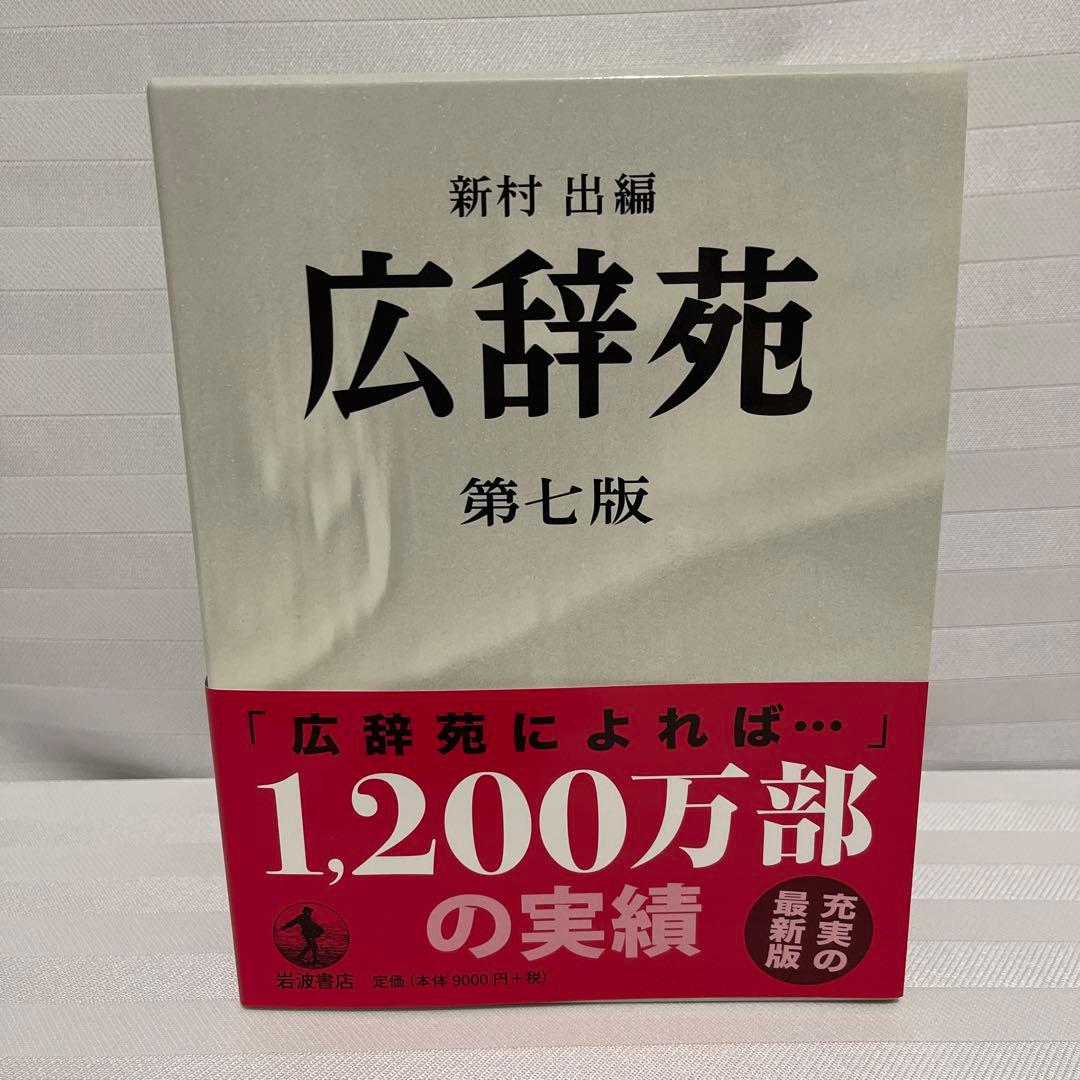 新村 出編
広辞苑
第七版
「広辞苑によれば…」
1,200万部
の実績
充実の
最新版
岩波書店
定価（本体 9000 円＋税）